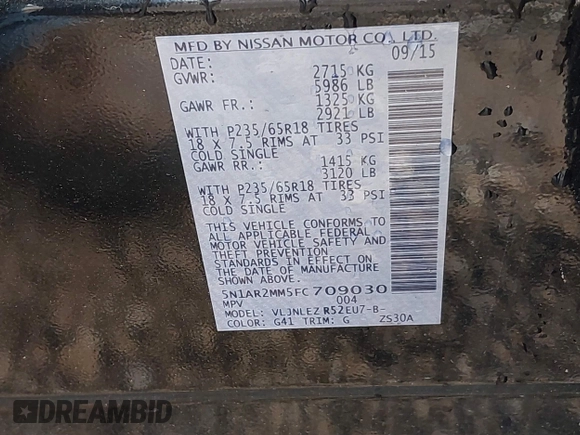 MFD BY NISSAN MOTOR CO., LTD.
DATE: 09/15
GVWR: 2715 KG
5986 LB
GAWR FR.: 1325 KG
2921 LB
WITH P235/65R18 TIRES
18 X 7.5 RIMS AT 33 PSI
COLD SINGLE
GAWR RR.: 1415 KG
3120 LB
WITH P235/65R18 TIRES
18 X 7.5 RIMS AT 33 PSI
COLD SINGLE
THIS VEHICLE CONFORMS TO
ALL APPLICABLE FEDERAL
MOTOR VEHICLE SAFETY AND
THEFT PREVENTION
STANDARDS IN EFFECT ON
THE DATE OF MANUFACTURE
SHOWN ABOVE.
5N1AR2MM5FC709030
MPV 004
MODEL: VLJNLEZ R52EU7-B-
COLOR: G41 TRIM: G ZS30A
DREAMBID